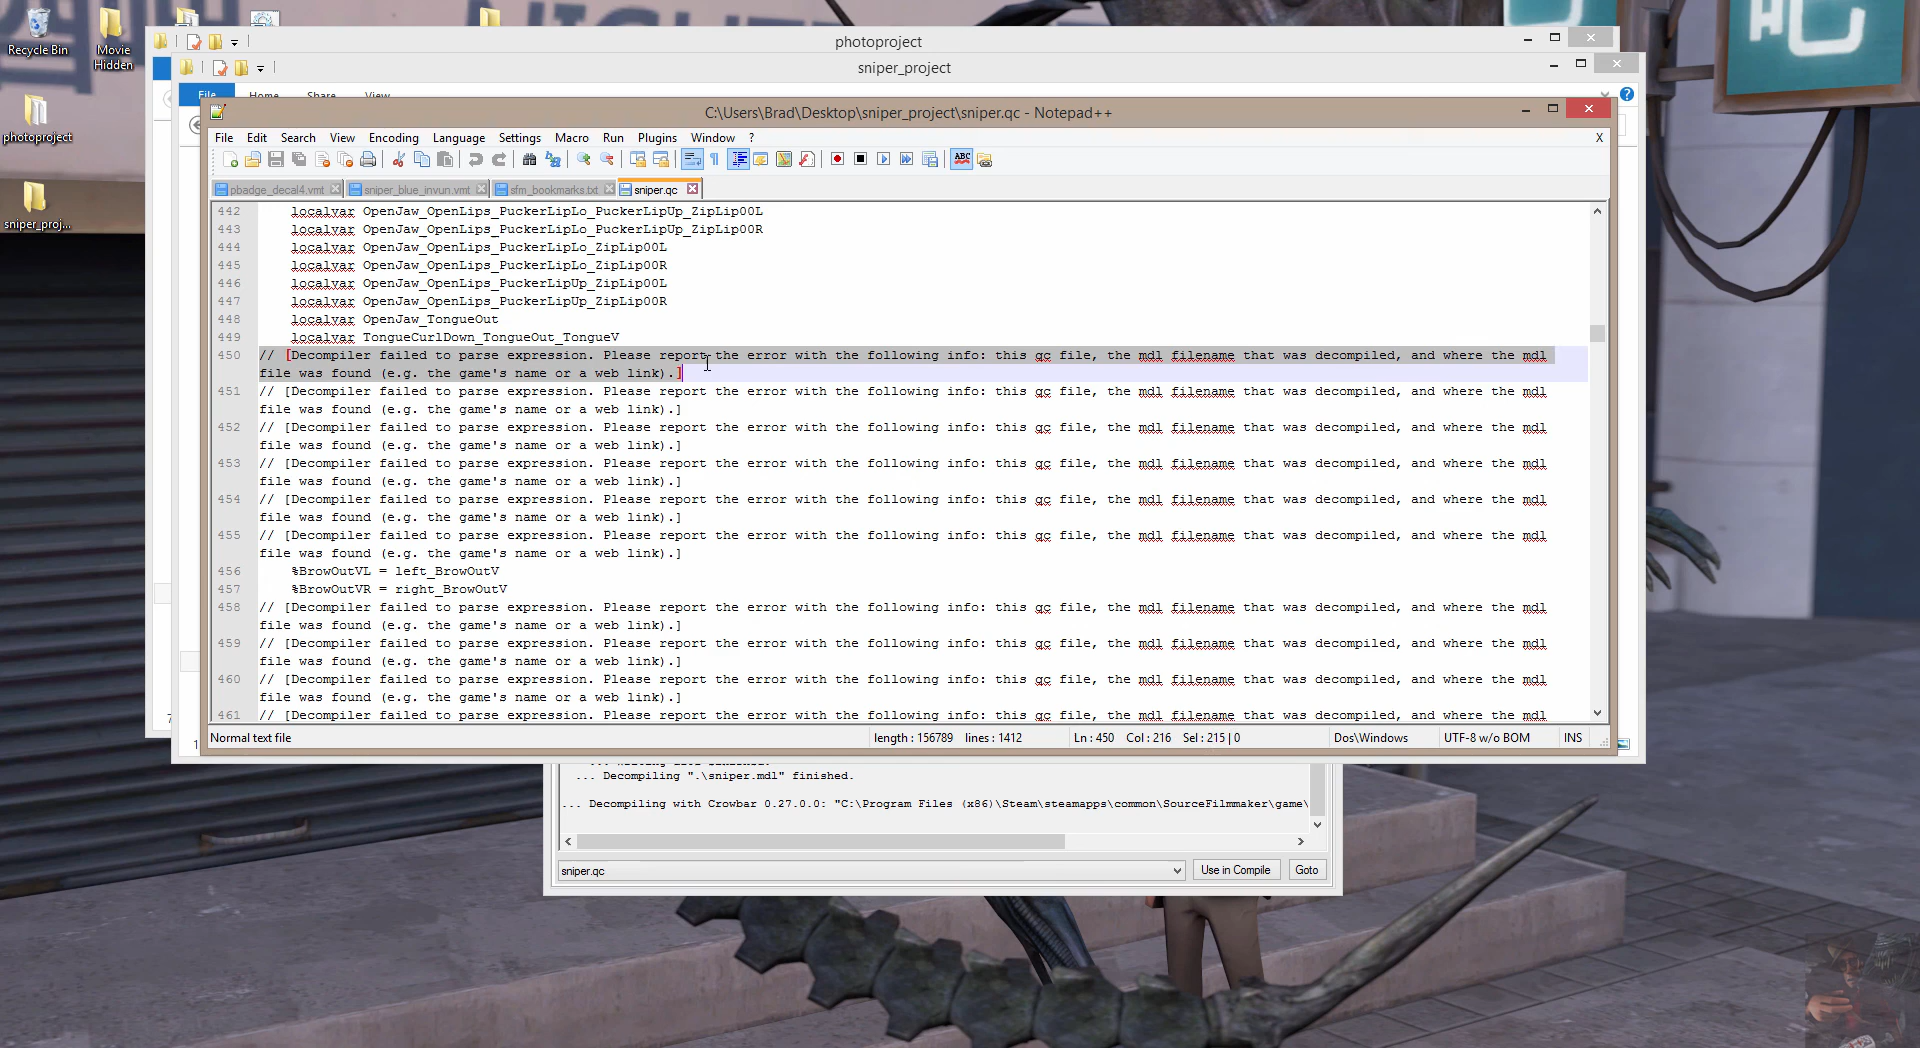 Recycle Bin
Movie
Hidden
photoproject
sniper_proj...
photoproject
sniper_project
File Home Share View
C:\Users\Brad\Desktop\sniper_project\sniper.qc - Notepad++
File Edit Search View Encoding Language Settings Macro Run Plugins Window ? X
pbadge_decal4.vmt sniper_blue_invun.vmt sfm_bookmarks.txt sniper.qc
442 localvar OpenJaw_OpenLips_PuckerLipLo_PuckerLipUp_ZipLip00L
443 localvar OpenJaw_OpenLips_PuckerLipLo_PuckerLipUp_ZipLip00R
444 localvar OpenJaw_OpenLips_PuckerLipLo_ZipLip00L
445 localvar OpenJaw_OpenLips_PuckerLipLo_ZipLip00R
446 localvar OpenJaw_OpenLips_PuckerLipUp_ZipLip00L
447 localvar OpenJaw_OpenLips_PuckerLipUp_ZipLip00R
448 localvar OpenJaw_TongueOut
449 localvar TongueCurlDown_TongueOut_TongueV
450 // [Decompiler failed to parse expression. Please report the error with the following info: this qc file, the mdl filename that was decompiled, and where the mdl
file was found (e.g. the game's name or a web link).]
451 // [Decompiler failed to parse expression. Please report the error with the following info: this qc file, the mdl filename that was decompiled, and where the mdl
file was found (e.g. the game's name or a web link).]
452 // [Decompiler failed to parse expression. Please report the error with the following info: this qc file, the mdl filename that was decompiled, and where the mdl
file was found (e.g. the game's name or a web link).]
453 // [Decompiler failed to parse expression. Please report the error with the following info: this qc file, the mdl filename that was decompiled, and where the mdl
file was found (e.g. the game's name or a web link).]
454 // [Decompiler failed to parse expression. Please report the error with the following info: this qc file, the mdl filename that was decompiled, and where the mdl
file was found (e.g. the game's name or a web link).]
455 // [Decompiler failed to parse expression. Please report the error with the following info: this qc file, the mdl filename that was decompiled, and where the mdl
file was found (e.g. the game's name or a web link).]
456 %BrowOutVL = left_BrowOutV
457 %BrowOutVR = right_BrowOutV
458 // [Decompiler failed to parse expression. Please report the error with the following info: this qc file, the mdl filename that was decompiled, and where the mdl
file was found (e.g. the game's name or a web link).]
459 // [Decompiler failed to parse expression. Please report the error with the following info: this qc file, the mdl filename that was decompiled, and where the mdl
file was found (e.g. the game's name or a web link).]
460 // [Decompiler failed to parse expression. Please report the error with the following info: this qc file, the mdl filename that was decompiled, and where the mdl
file was found (e.g. the game's name or a web link).]
461 // [Decompiler failed to parse expression. Please report the error with the following info: this qc file, the mdl filename that was decompiled, and where the mdl
Normal text file length : 156789 lines : 1412 Ln : 450 Col : 216 Sel : 215 | 0 Dos\Windows UTF-8 w/o BOM INS
... Decompiling ".\sniper.mdl" finished.
... Decompiling with Crowbar 0.27.0.0: "C:\Program Files (x86)\Steam\steamapps\common\SourceFilmmaker\game\
sniper.qc Use in Compile Goto